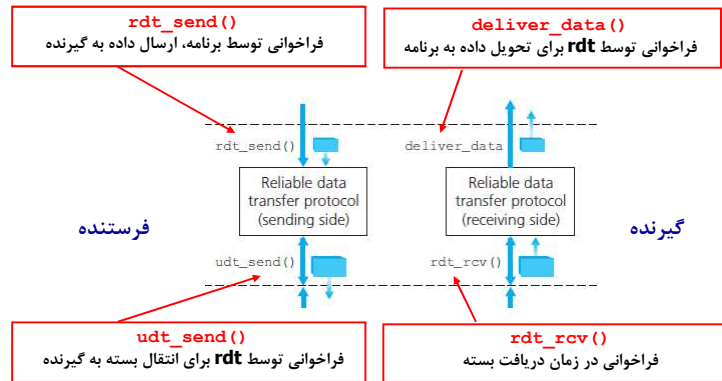 rdt_send()
فراخوانی توسط برنامه، ارسال داده به گیرنده
deliver_data()
فراخوانی توسط rdt برای تحویل داده به برنامه
rdt_send()
deliver_data
Reliable data
transfer protocol
(sending side)
Reliable data
transfer protocol
(receiving side)
فرستنده
گیرنده
udt_send()
rdt_rcv()
udt_send()
فراخوانی توسط rdt برای انتقال بسته به گیرنده
rdt_rcv()
فراخوانی در زمان دریافت بسته